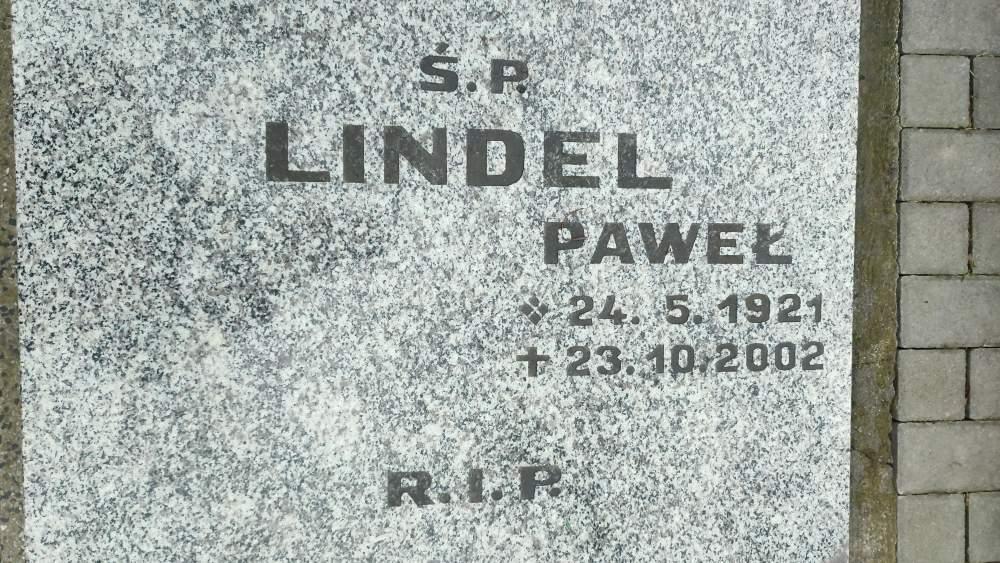 Ś.P.
LINDEL
PAWEŁ
24. 5. 1921
23.10.2002
R.I.P.